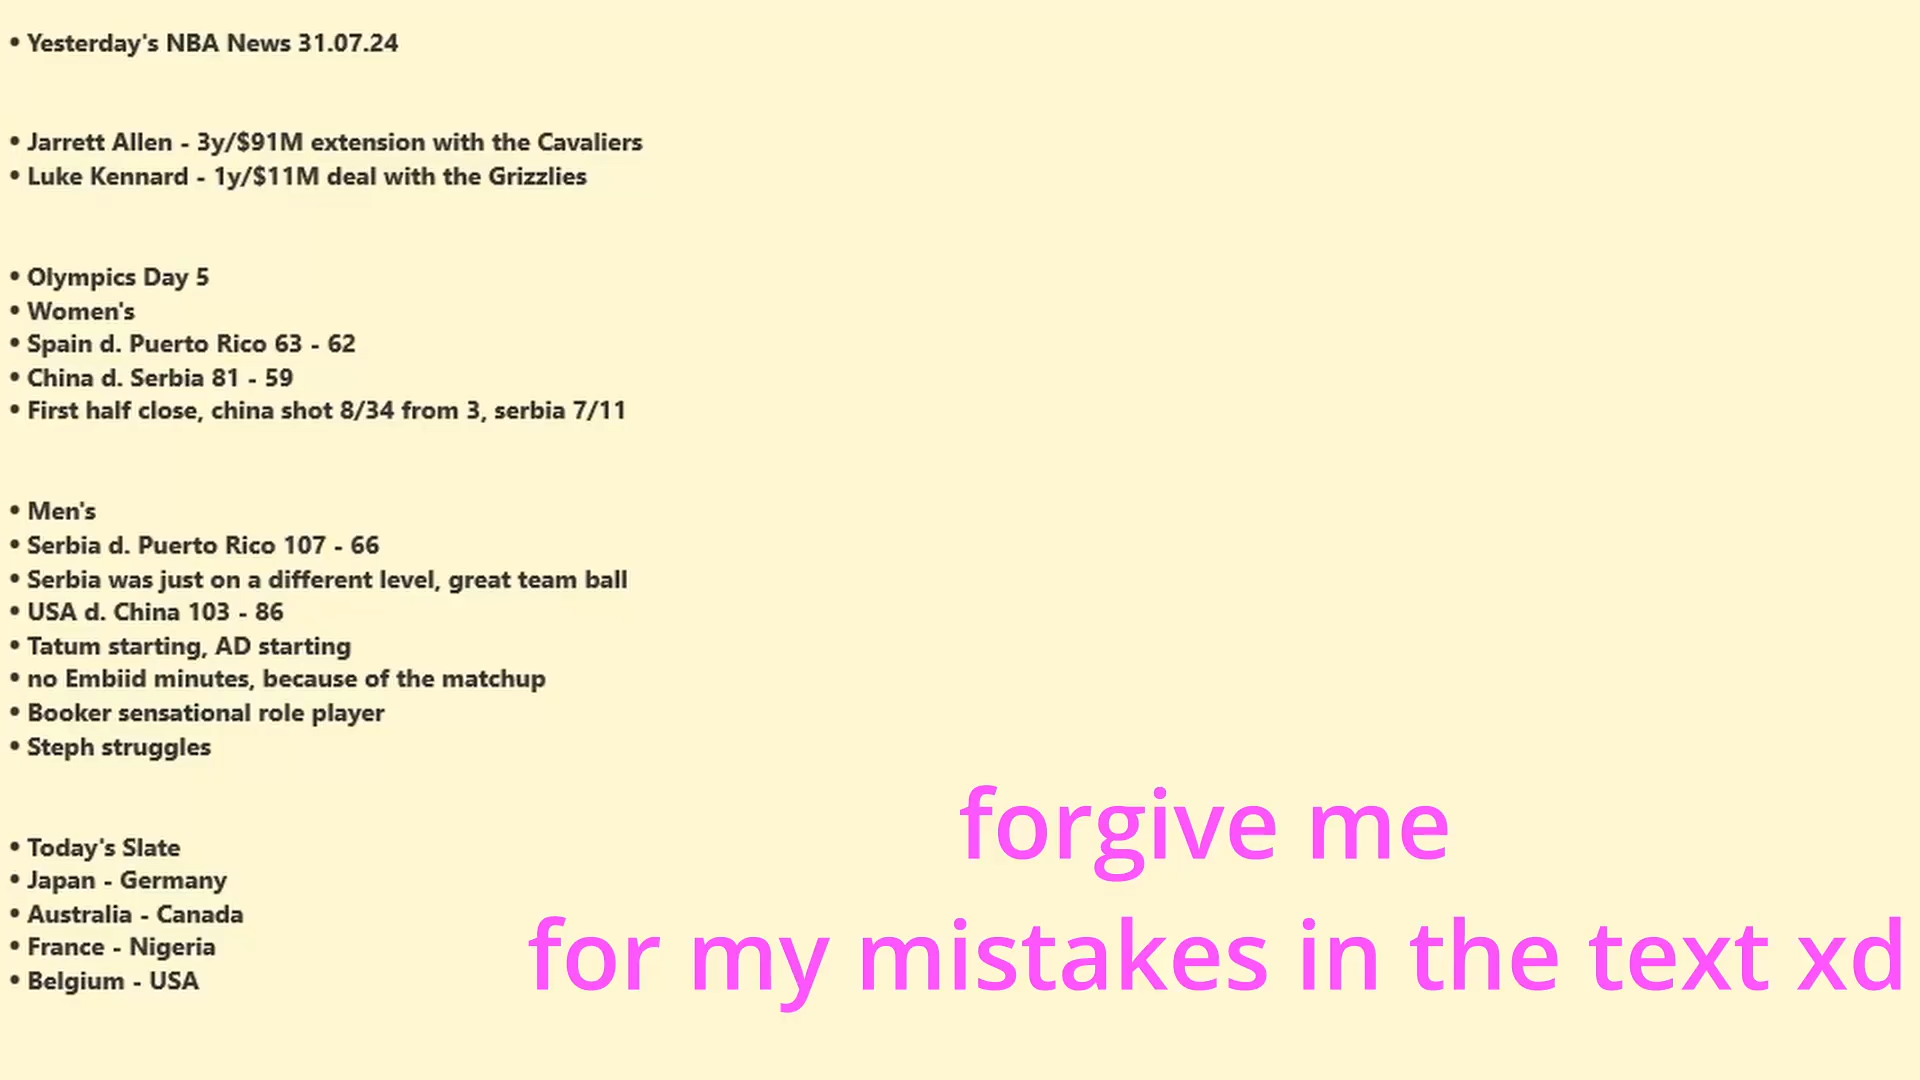 • Yesterday's NBA News 31.07.24
• Jarrett Allen - 3y/$91M extension with the Cavaliers
• Luke Kennard - 1y/$11M deal with the Grizzlies
• Olympics Day 5
• Women's
• Spain d. Puerto Rico 63 - 62
• China d. Serbia 81 - 59
• First half close, china shot 8/34 from 3, serbia 7/11
• Men's
• Serbia d. Puerto Rico 107 - 66
• Serbia was just on a different level, great team ball
• USA d. China 103 - 86
• Tatum starting, AD starting
• no Embiid minutes, because of the matchup
• Booker sensational role player
• Steph struggles
• Today's Slate
• Japan - Germany
• Australia - Canada
• France - Nigeria
• Belgium - USA
forgive me
for my mistakes in the text xd